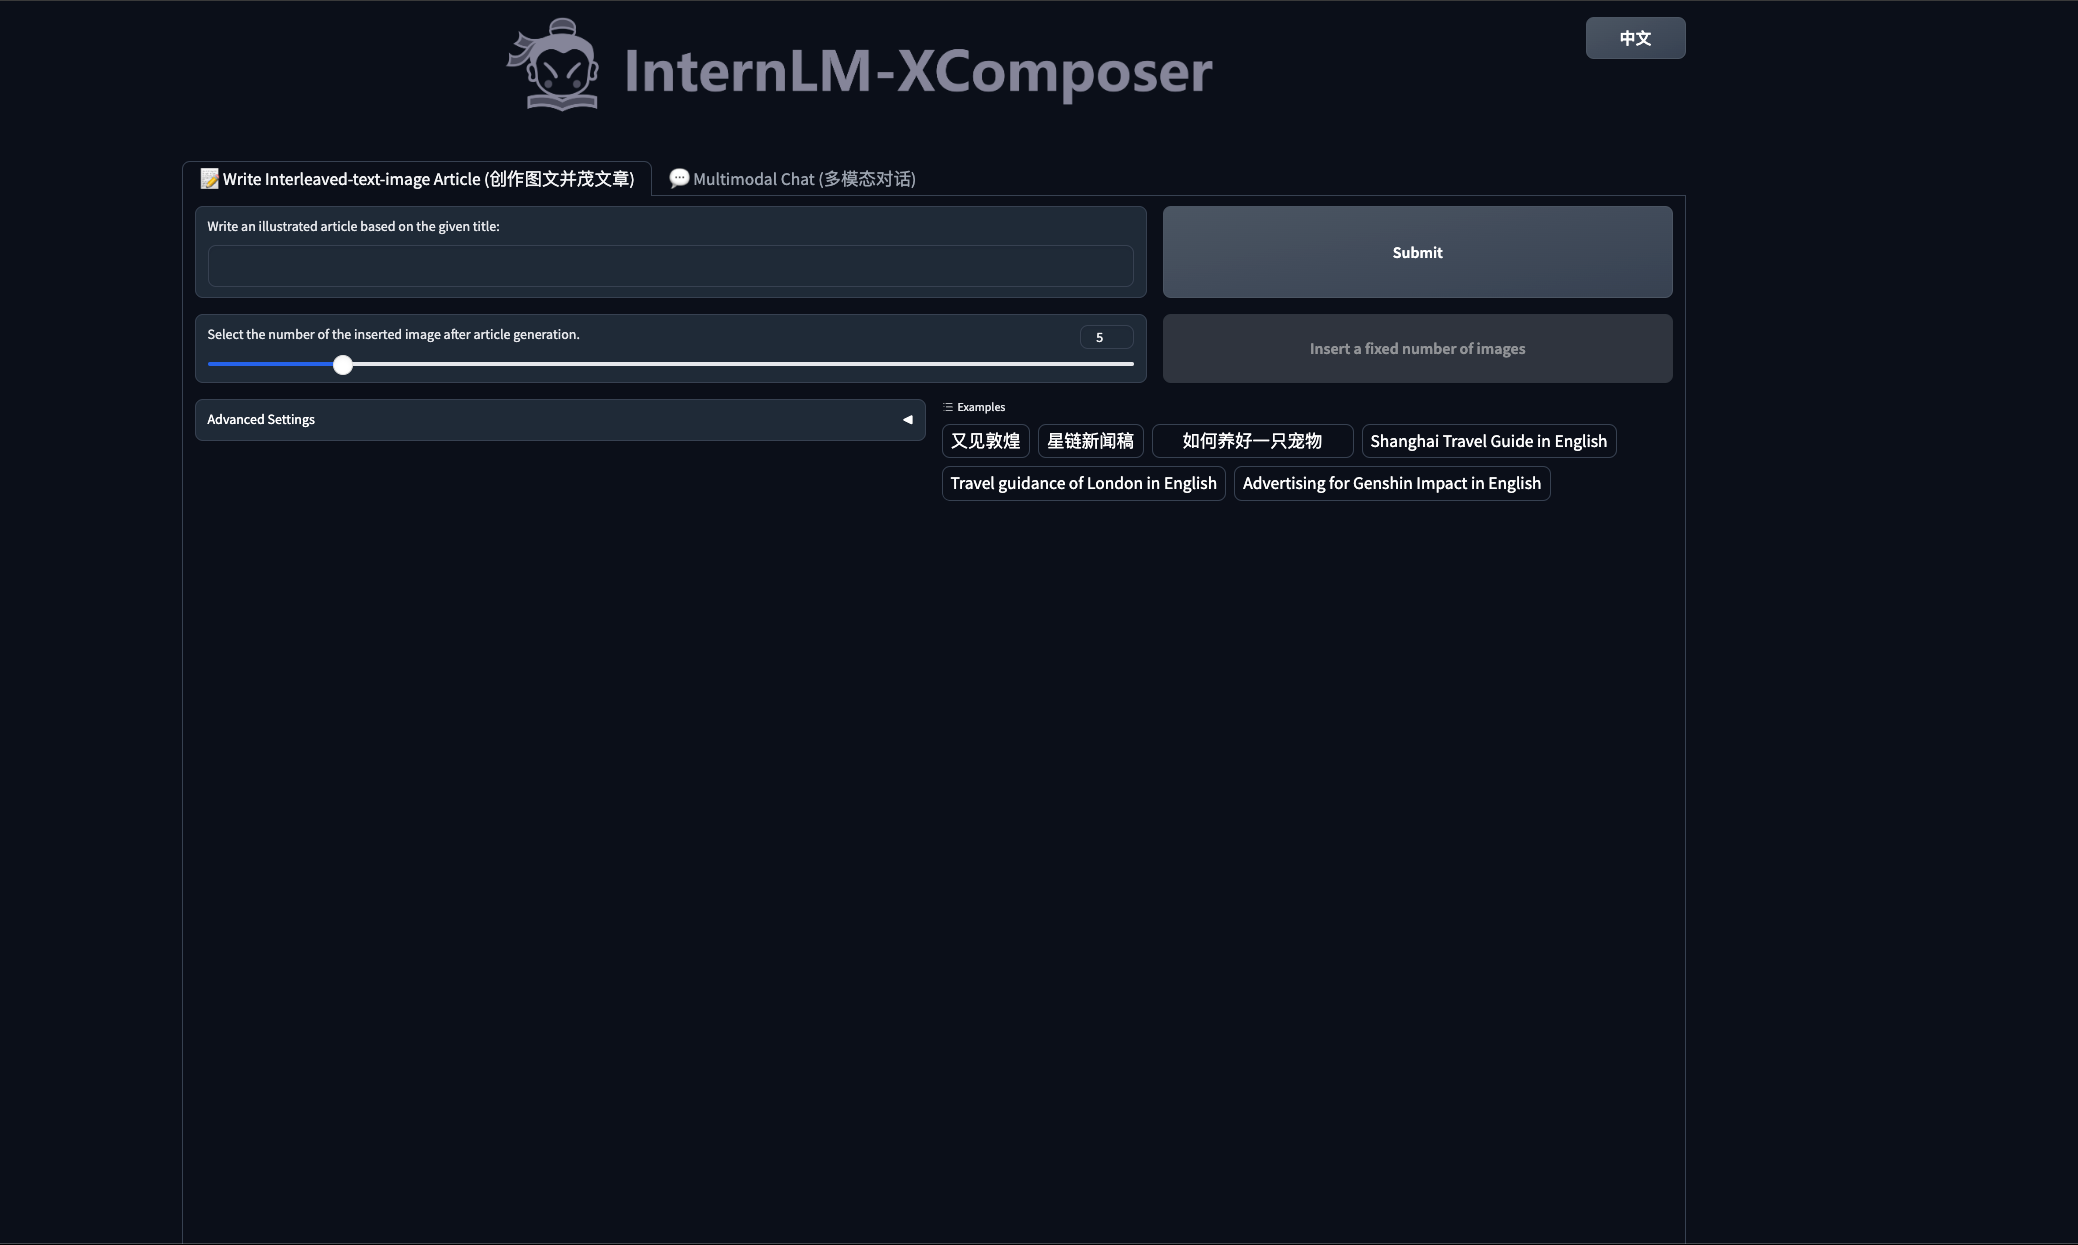 InternLM-XComposer
中文
📝 Write Interleaved-text-image Article (创作图文并茂文章)
💬 Multimodal Chat (多模态对话)
Write an illustrated article based on the given title:
Submit
Select the number of the inserted image after article generation.
5
Insert a fixed number of images
Advanced Settings
Examples
又见敦煌
星链新闻稿
如何养好一只宠物
Shanghai Travel Guide in English
Travel guidance of London in English
Advertising for Genshin Impact in English